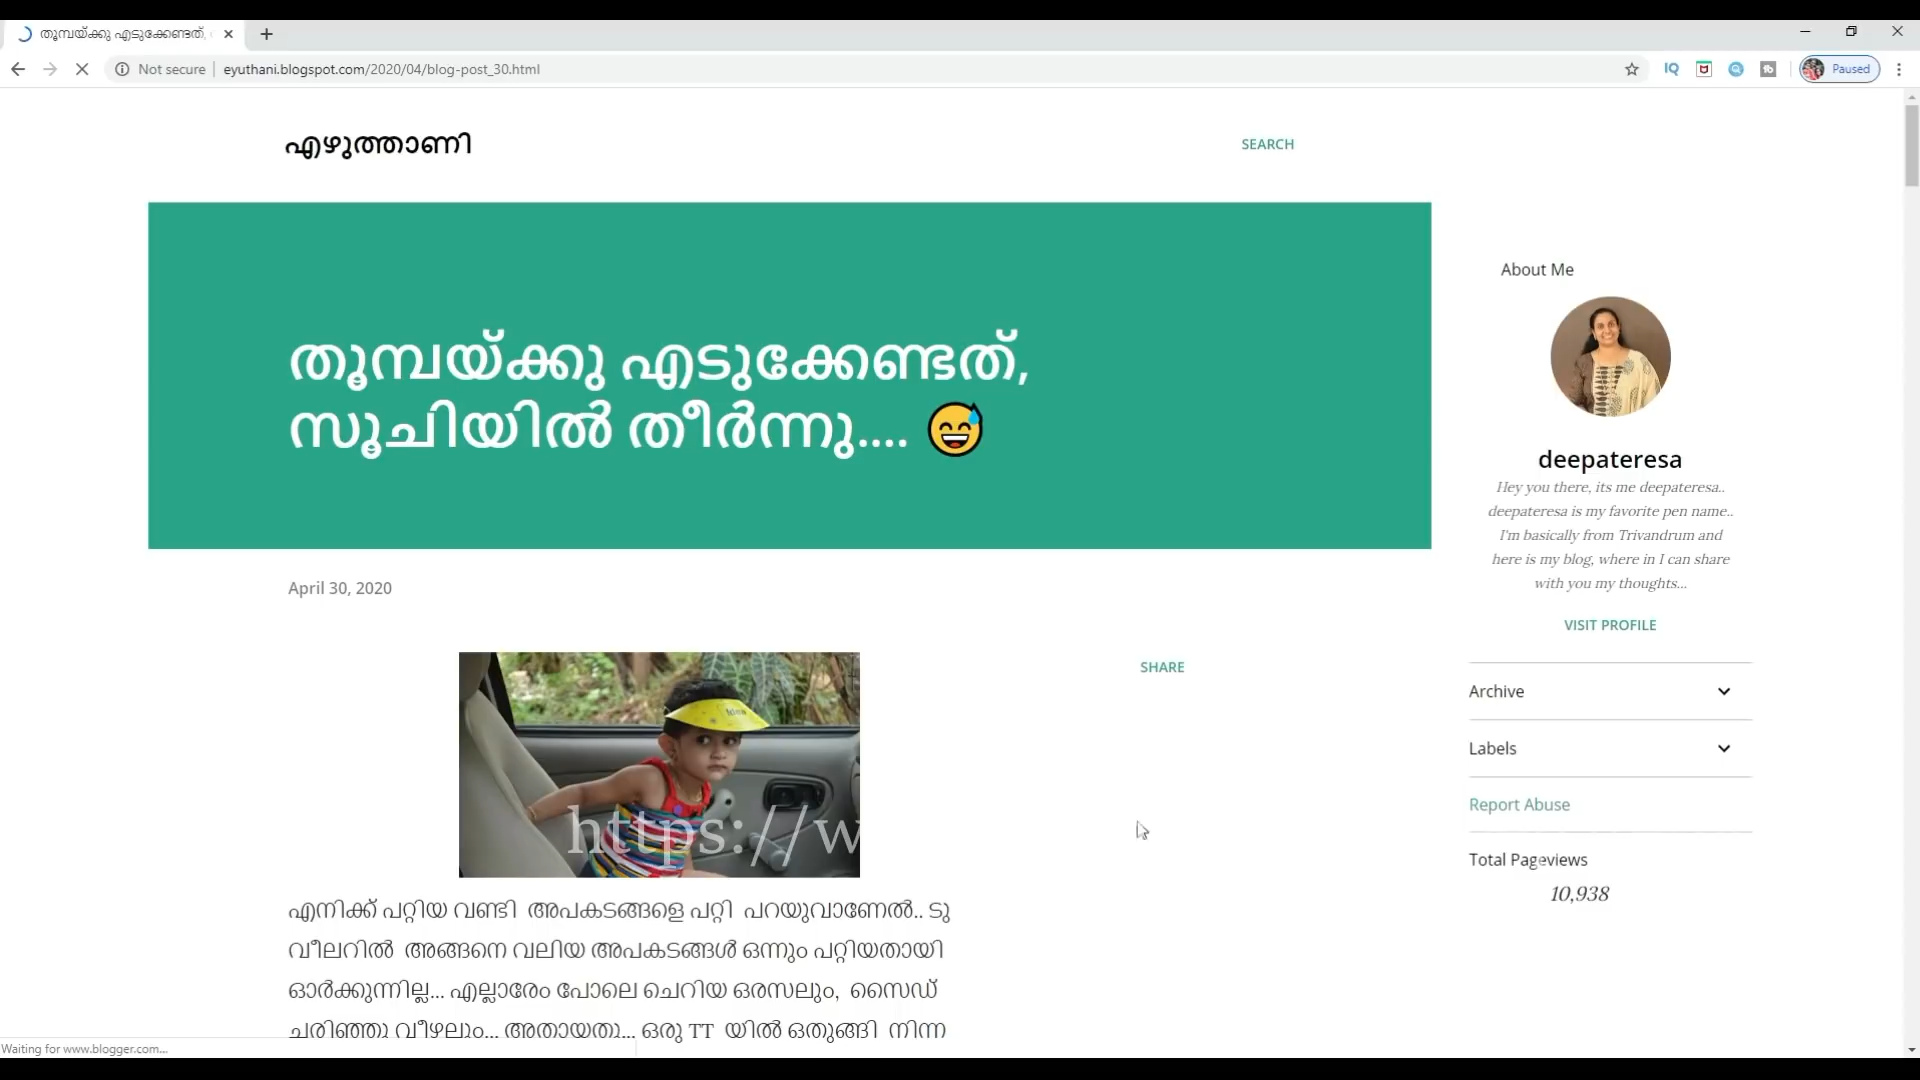 തൂമ്പയ്ക്കു എടുക്കേണ്ടത്,
Not secure
eyuthani.blogspot.com/2020/04/blog-post_30.html
IQ
Paused
എഴുത്താണി
SEARCH
തൂമ്പയ്ക്കു എടുക്കേണ്ടത്,
സൂചിയിൽ തീർന്നു.... 😅
April 30, 2020
SHARE
https://w
എനിക്ക് പറ്റിയ വണ്ടി അപകടങ്ങളെ പറ്റി പറയുവാണേൽ.. ടു
വീലറിൽ അങ്ങനെ വലിയ അപകടങ്ങൾ ഒന്നും പറ്റിയതായി
ഓർക്കുന്നില്ല... എല്ലാരേം പോലെ ചെറിയ ഒരസലും, സൈഡ്
ചരിഞ്ഞു വീഴലും... അതായതു... ഒരു TT യിൽ ഒതുങ്ങി നിന്ന
About Me
deepateresa
Hey you there, its me deepateresa..
deepateresa is my favorite pen name..
I'm basically from Trivandrum and
here is my blog, where in I can share
with you my thoughts...
VISIT PROFILE
Archive
Labels
Report Abuse
Total Pageviews
10,938
Waiting for www.blogger.com...